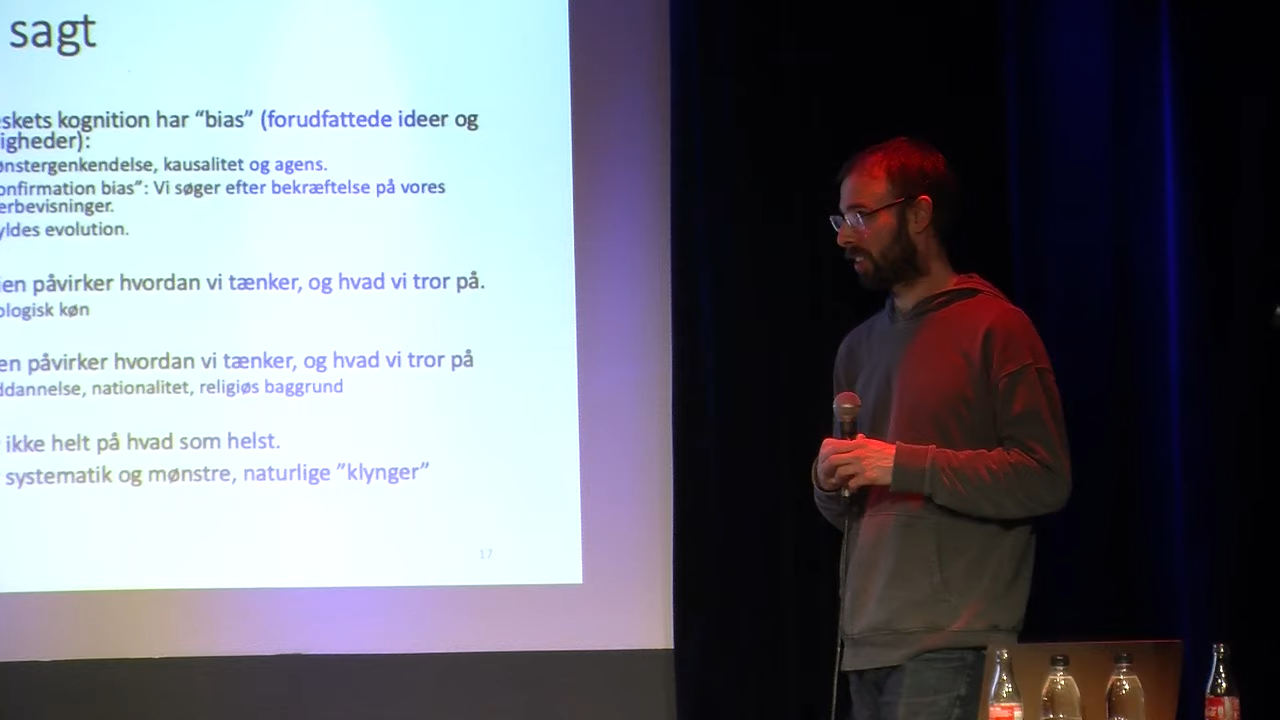 sagt
skets kognition har “bias” (forudfattede ideer og
igheder):
ønstergenkendelse, kausalitet og agens.
onfirmation bias”: Vi søger efter bekræftelse på vores
erbevisninger.
yldes evolution.
ien påvirker hvordan vi tænker, og hvad vi tror på.
ologisk køn
en påvirker hvordan vi tænker, og hvad vi tror på
ddannelse, nationalitet, religiøs baggrund
ikke helt på hvad som helst.
systematik og mønstre, naturlige ”klynger”
17